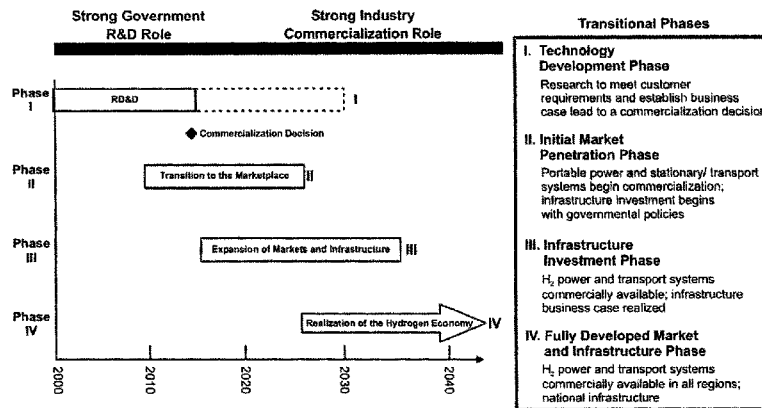 Strong Government
R&D Role
Strong Industry
Commercialization Role
Phase
I
RD&D
I
Commercialization Decision
Phase
II
Transition to the Marketplace
II
Phase
III
Expansion of Markets and Infrastructure
III
Phase
IV
Realization of the Hydrogen Economy
IV
2000
2010
2020
2030
2040
Transitional Phases
I. Technology
Development Phase
Research to meet customer
requirements and establish business
case lead to a commercialization decision
II. Initial Market
Penetration Phase
Portable power and stationary/ transport
systems begin commercialization;
infrastructure investment begins
with governmental policies
III. Infrastructure
Investment Phase
H₂ power and transport systems
commercially available; infrastructure
business case realized
IV. Fully Developed Market
and Infrastructure Phase
H₂ power and transport systems
commercially available in all regions;
national infrastructure